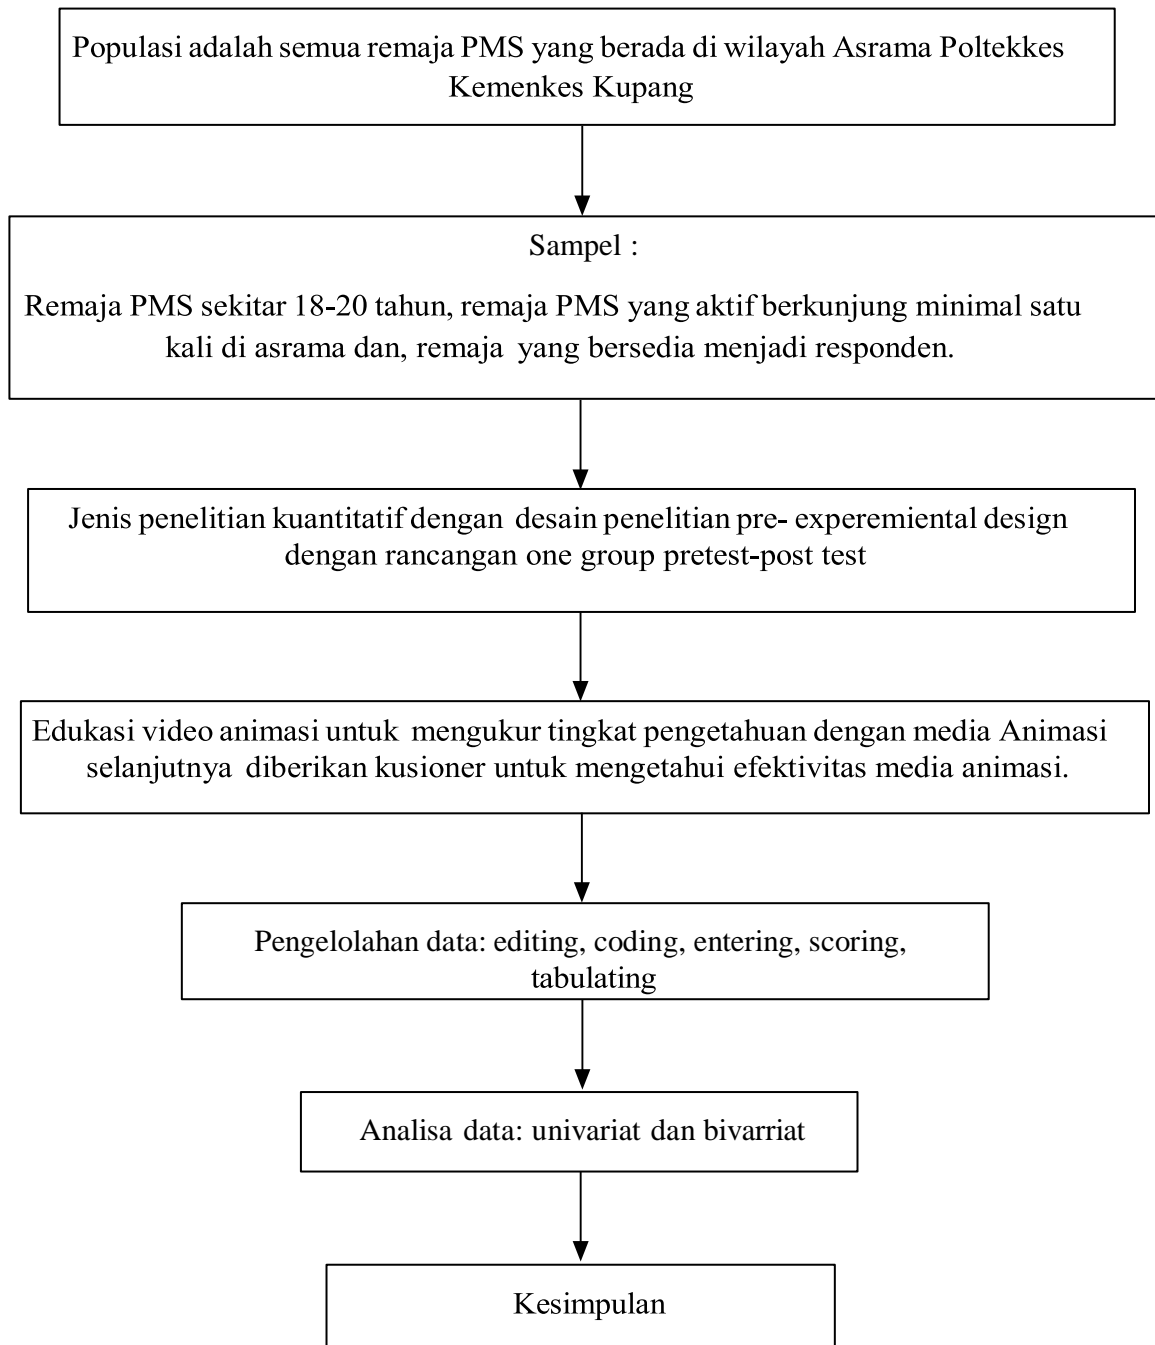 Populasi adalah semua remaja PMS yang berada di wilayah Asrama Poltekkes
Kemenkes Kupang
Sampel :
Remaja PMS sekitar 18-20 tahun, remaja PMS yang aktif berkunjung minimal satu
kali di asrama dan, remaja yang bersedia menjadi responden.
Jenis penelitian kuantitatif dengan desain penelitian pre- experemiental design
dengan rancangan one group pretest-post test
Edukasi video animasi untuk mengukur tingkat pengetahuan dengan media Animasi
selanjutnya diberikan kusioner untuk mengetahui efektivitas media animasi.
Pengelolahan data: editing, coding, entering, scoring,
tabulating
Analisa data: univariat dan bivarriat
Kesimpulan